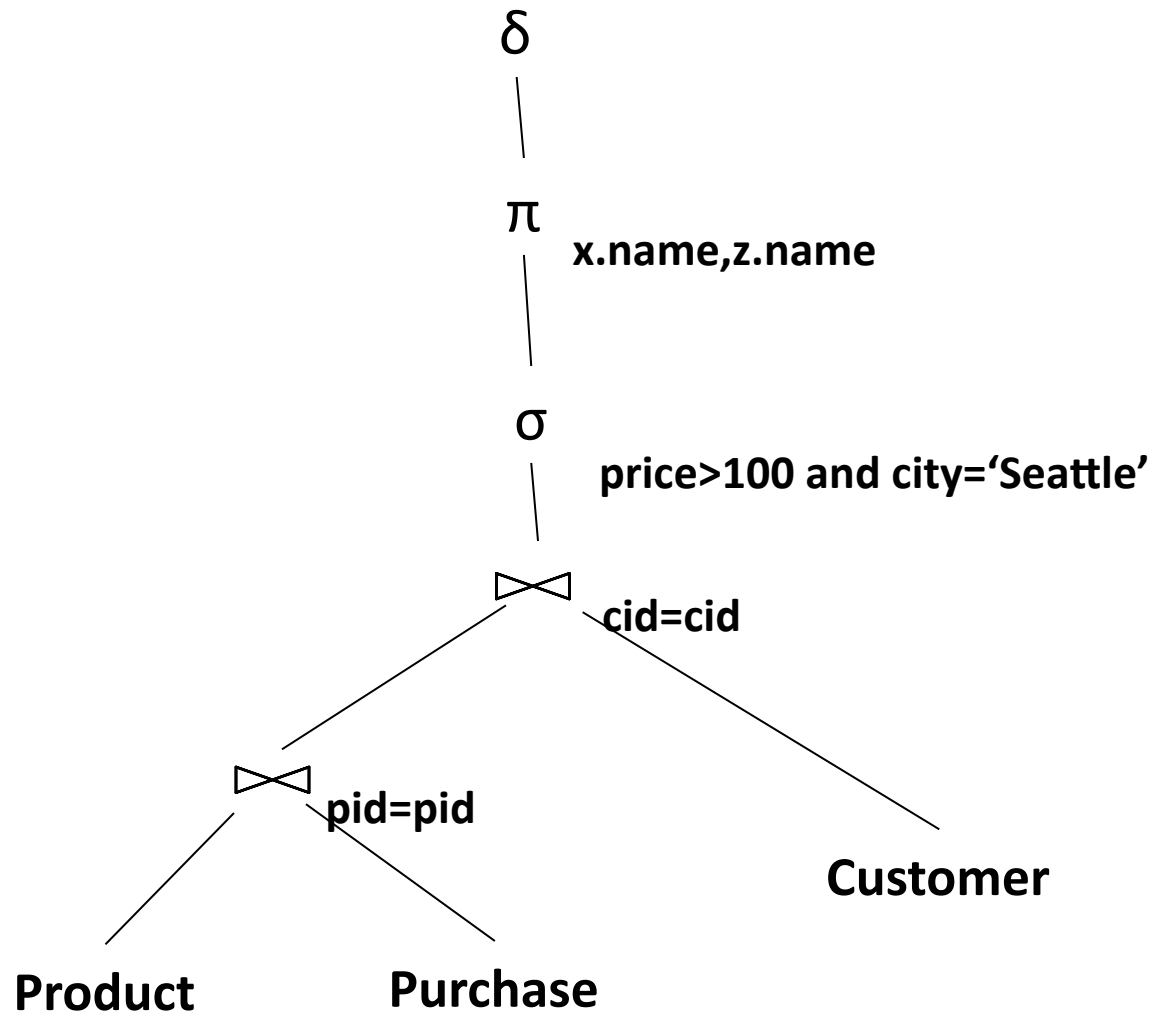 δ
π
x.name,z.name
σ
price>100 and city=‘Seattle’
⋈
cid=cid
⋈
pid=pid
Customer
Product
Purchase